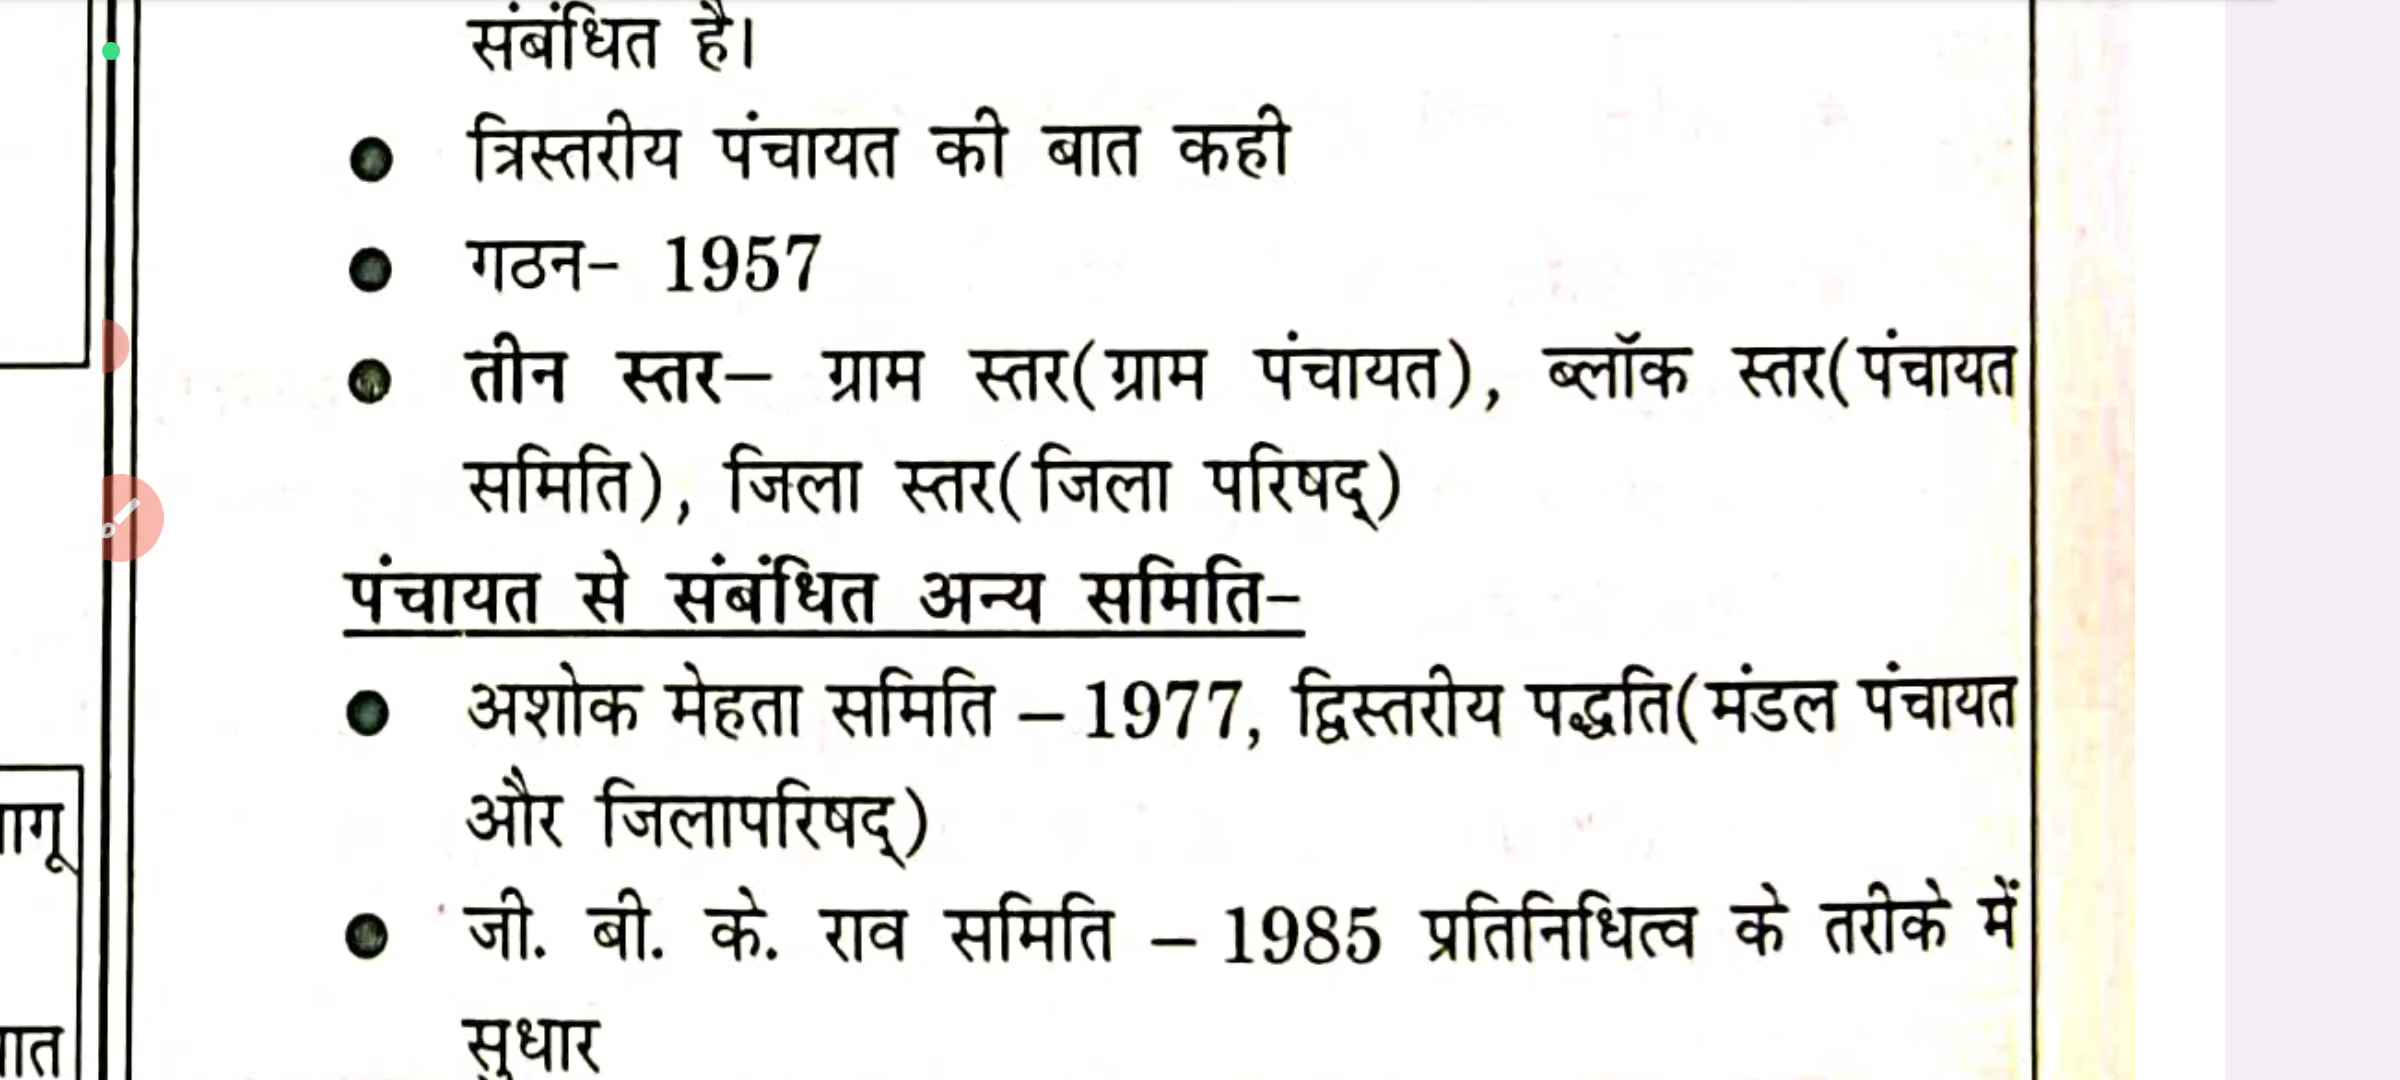 संबंधित है।
● त्रिस्तरीय पंचायत की बात कही
● गठन- 1957
● तीन स्तर– ग्राम स्तर(ग्राम पंचायत), ब्लॉक स्तर(पंचायत
समिति), जिला स्तर(जिला परिषद्)
पंचायत से संबंधित अन्य समिति-
● अशोक मेहता समिति – 1977, द्विस्तरीय पद्धति(मंडल पंचायत
और जिलापरिषद्)
● जी. बी. के. राव समिति – 1985 प्रतिनिधित्व के तरीके में
सुधार